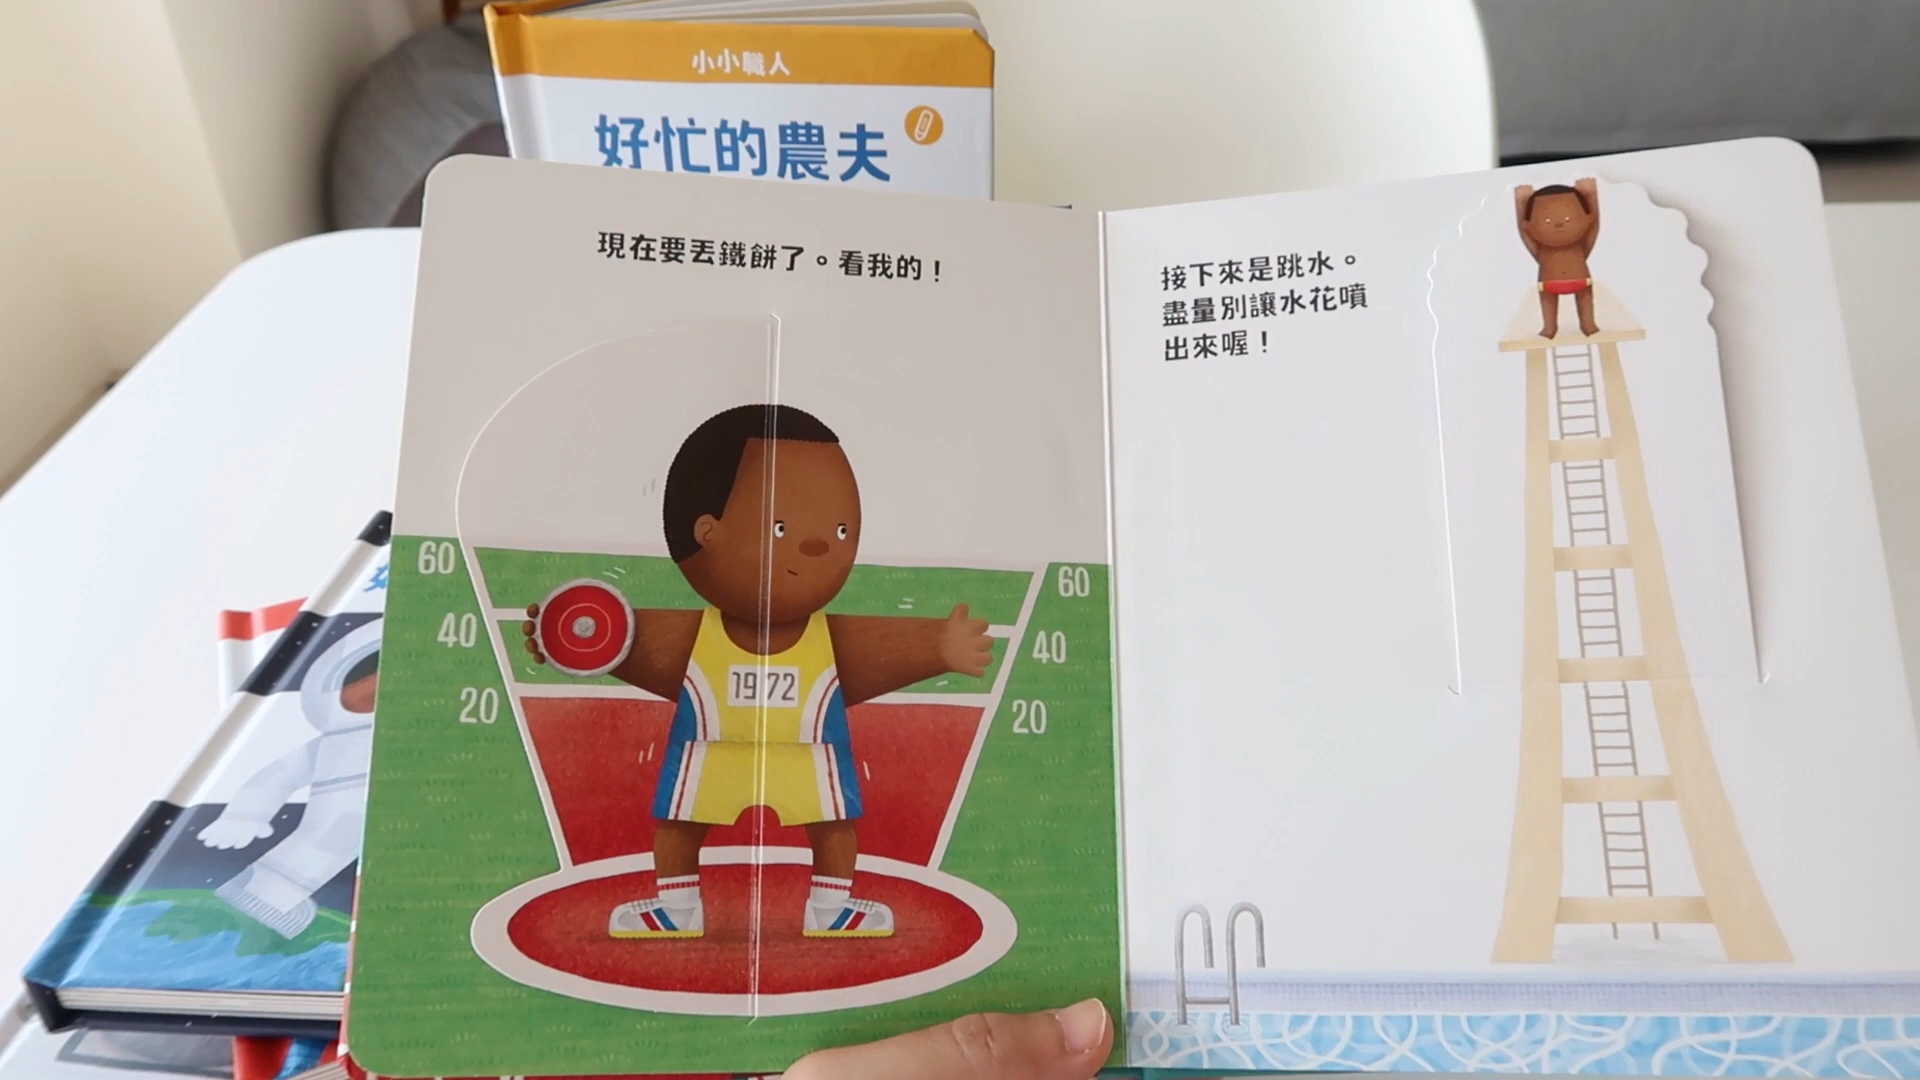 小小職人
好忙的農夫
現在要丟鐵餅了。看我的!
60
40
20
1972
60
40
20
接下來是跳水。
盡量別讓水花噴
出來喔!